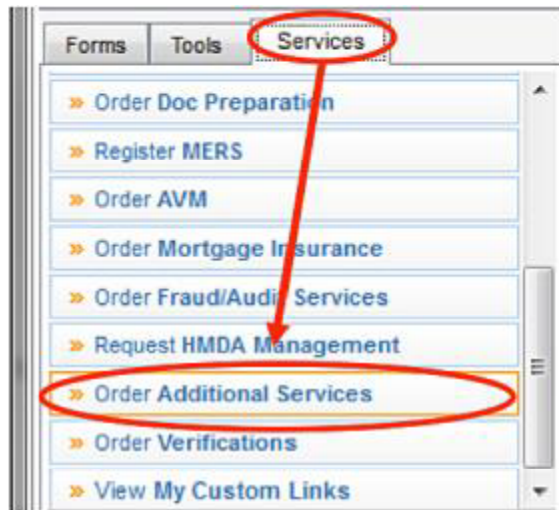 Forms Tools Services
» Order Doc Preparation
» Register MERS
» Order AVM
» Order Mortgage Insurance
» Order Fraud/Audit Services
» Request HMDA Management
» Order Additional Services
» Order Verifications
» View My Custom Links